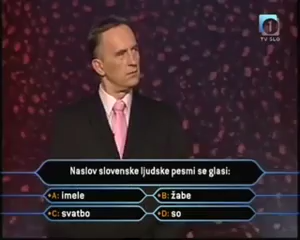 TV SLO
Naslov slovenske ljudske pesmi se glasi:
A: imele
B: žabe
C: svatbo
D: so